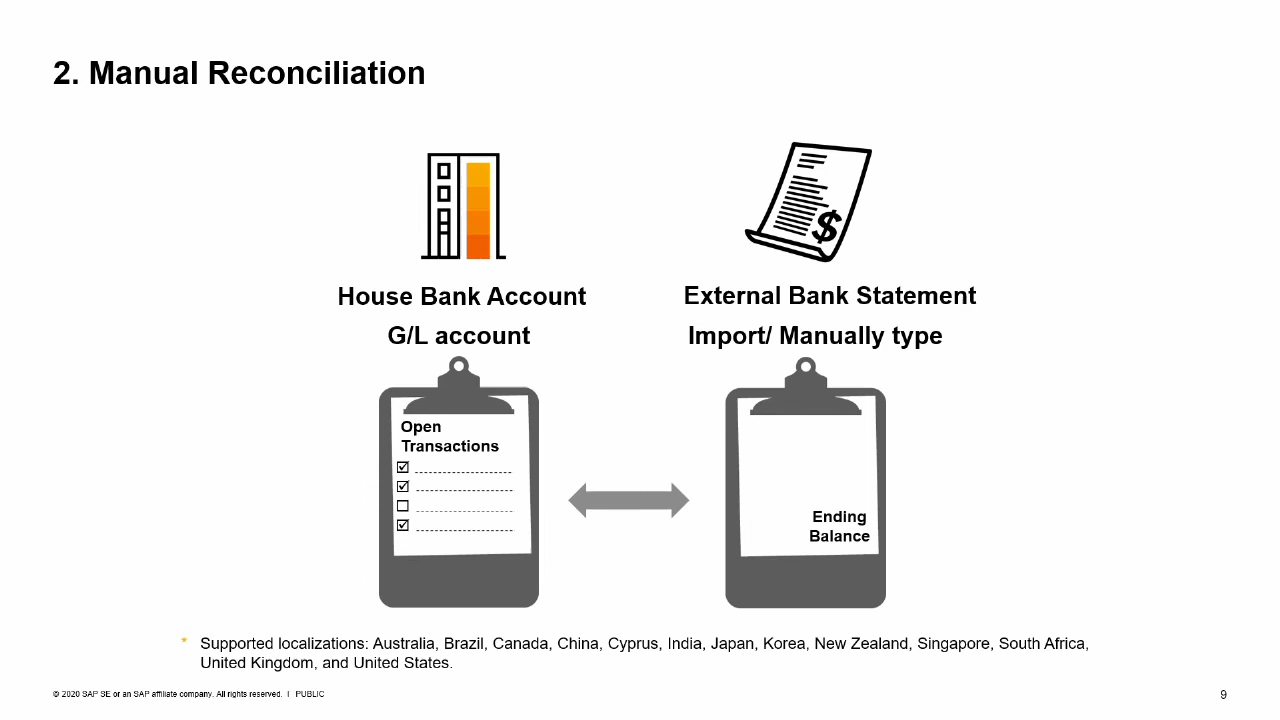 2. Manual Reconciliation
$
House Bank Account
External Bank Statement
G/L account
Import/ Manually type
Open
Transactions
Ending
Balance
* Supported localizations: Australia, Brazil, Canada, China, Cyprus, India, Japan, Korea, New Zealand, Singapore, South Africa,
United Kingdom, and United States.
© 2020 SAP SE or an SAP affiliate company. All rights reserved. I PUBLIC
9